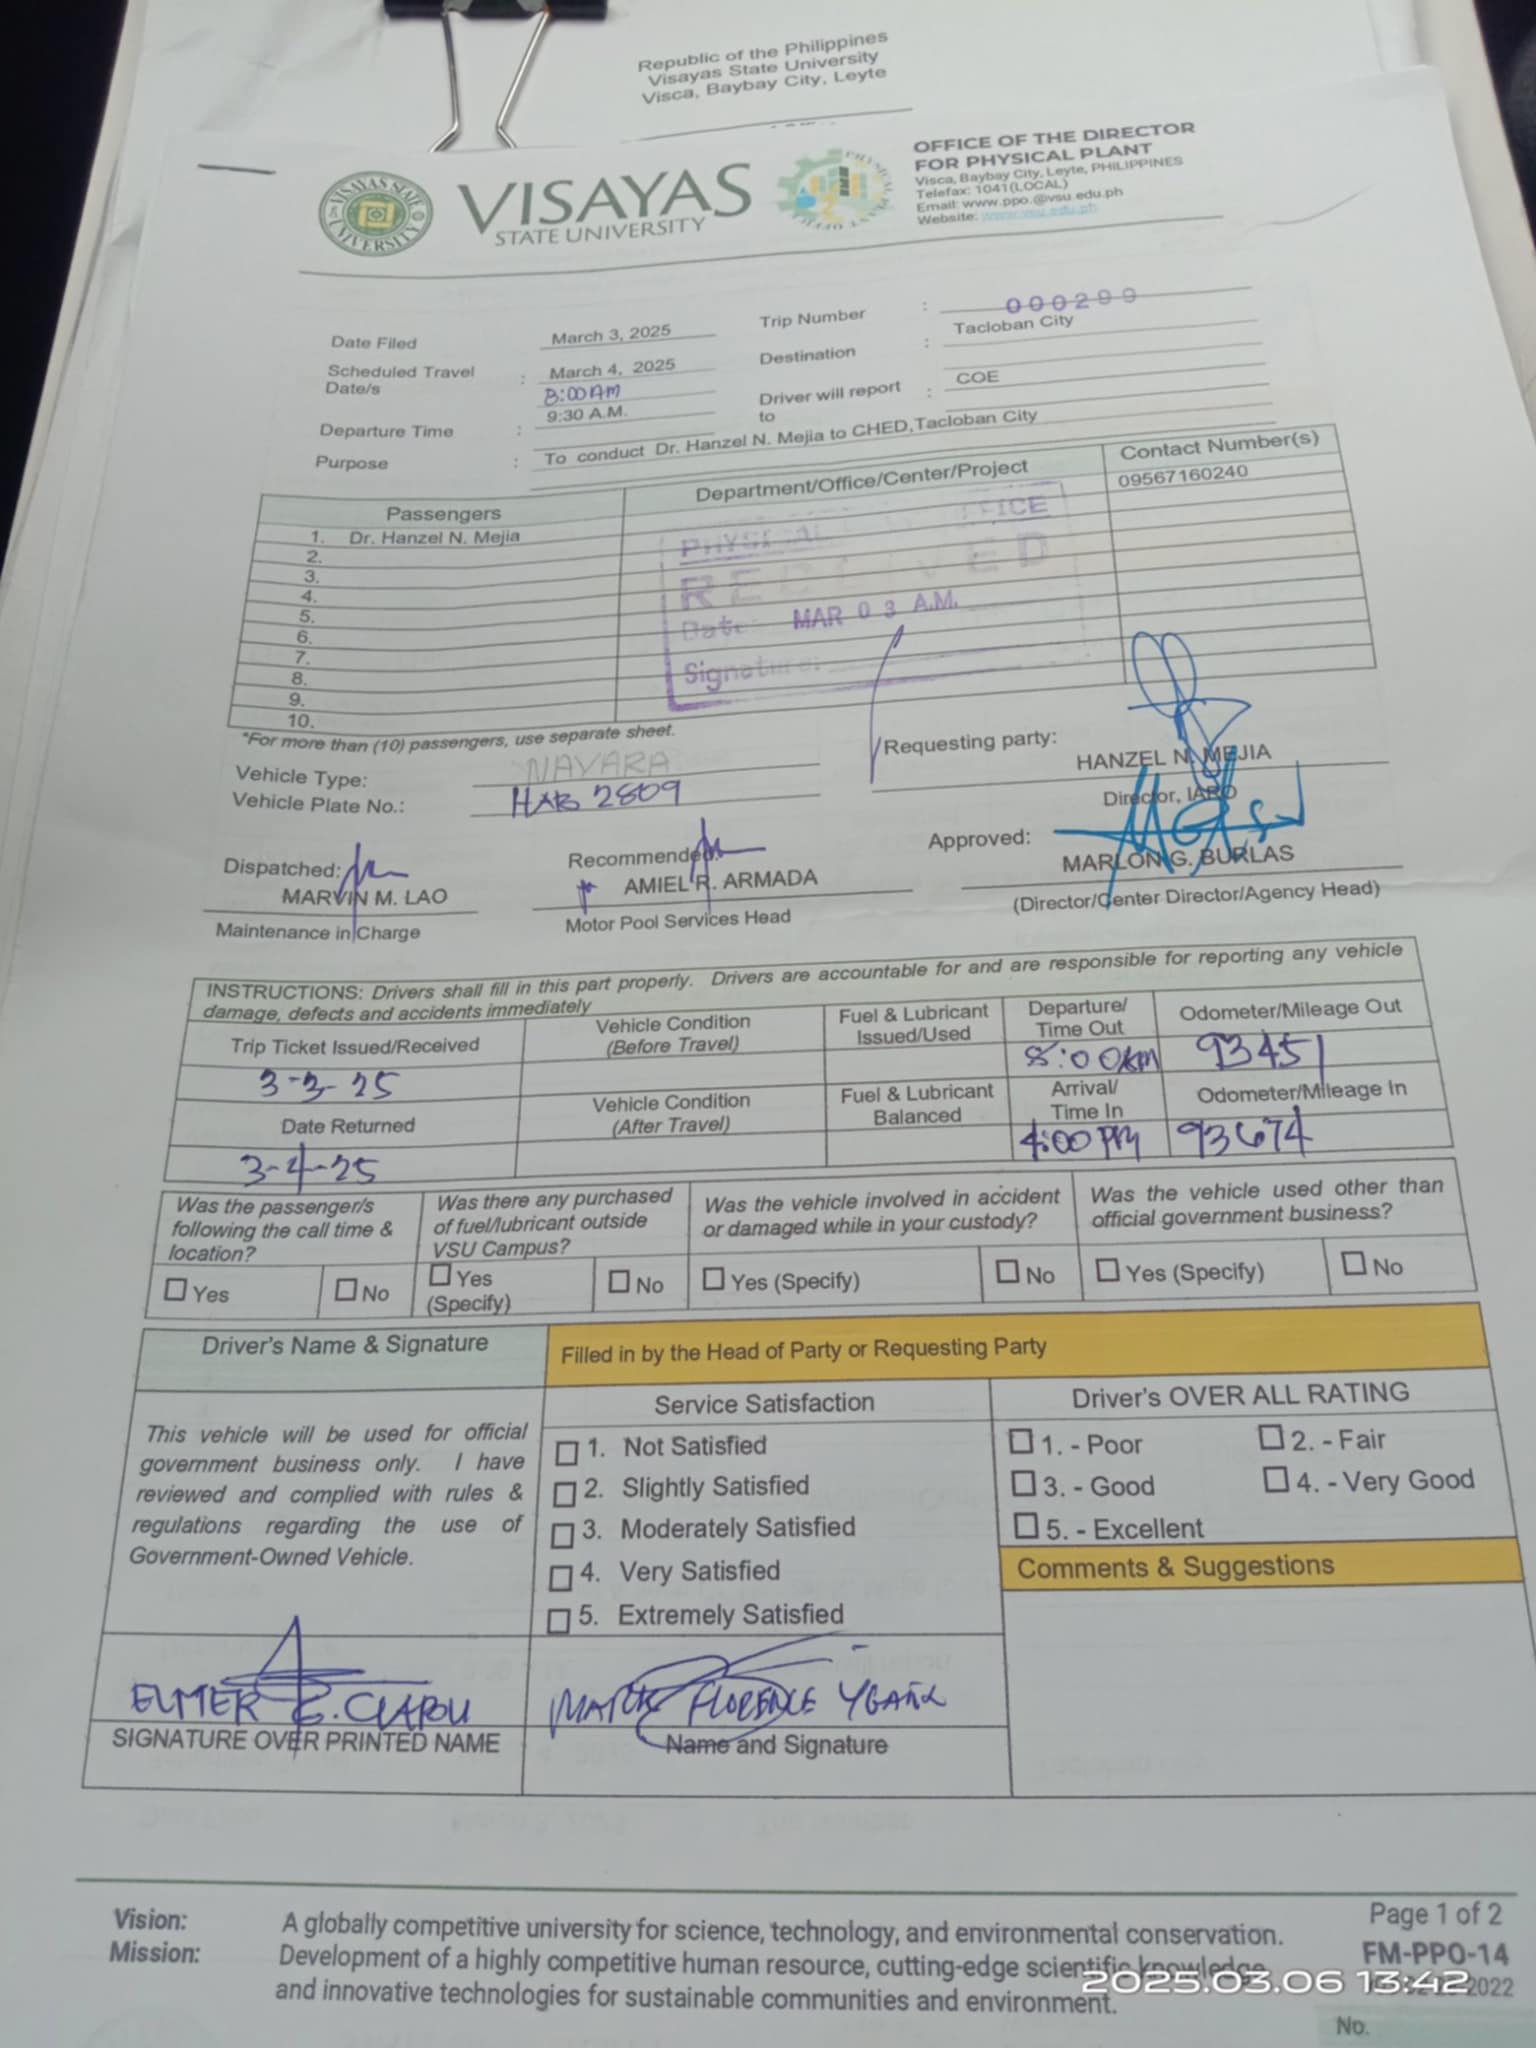 Republic of the Philippines
Visayas State University
Visca, Baybay City, Leyte
VISAYAS STATE UNIVERSITY
VISAYAS
STATE UNIVERSITY
OFFICE OF THE DIRECTOR
FOR PHYSICAL PLANT
Visca, Baybay City, Leyte, PHILIPPINES
Telefax: 1041(LOCAL)
Email: www.ppo.@vsu.edu.ph
Website: www.vsu.edu.ph
Date Filed March 3, 2025 Trip Number : 000299
Scheduled Travel Date/s : March 4, 2025 Destination : Tacloban City
8:00AM
Departure Time : 9:30 A.M. Driver will report to : COE
Purpose : To conduct Dr. Hanzel N. Mejia to CHED,Tacloban City
Passengers Department/Office/Center/Project Contact Number(s)
1. Dr. Hanzel N. Mejia 09567160240
2.
3.
4.
5.
6.
7.
8.
9.
10.
PHYSICAL OFFICE
RECEIVED
Date: MAR 03 A.M.
Signature:
*For more than (10) passengers, use separate sheet.
Vehicle Type: NAVARA
Vehicle Plate No.: HAB 2809
Requesting party: HANZEL N. MEJIA
Director, IARO
Dispatched: MARVIN M. LAO
Maintenance in Charge
Recommended: AMIEL R. ARMADA
Motor Pool Services Head
Approved: MARLON G. BURLAS
(Director/Center Director/Agency Head)
INSTRUCTIONS: Drivers shall fill in this part properly. Drivers are accountable for and are responsible for reporting any vehicle
damage, defects and accidents immediately
Trip Ticket Issued/Received Vehicle Condition (Before Travel) Fuel & Lubricant Issued/Used Departure/ Time Out Odometer/Mileage Out
3-3-25 8:00AM 93451
Date Returned Vehicle Condition (After Travel) Fuel & Lubricant Balanced Arrival/ Time In Odometer/Mileage In
3-4-25 4:00 PM 93674
Was the passenger/s following the call time & location?
Yes No
Was there any purchased of fuel/lubricant outside VSU Campus?
Yes (Specify) No
Was the vehicle involved in accident or damaged while in your custody?
Yes (Specify) No
Was the vehicle used other than official government business?
Yes (Specify) No
Driver's Name & Signature
Filled in by the Head of Party or Requesting Party
This vehicle will be used for official
government business only. I have
reviewed and complied with rules &
regulations regarding the use of
Government-Owned Vehicle.
Service Satisfaction
1. Not Satisfied
2. Slightly Satisfied
3. Moderately Satisfied
4. Very Satisfied
5. Extremely Satisfied
Driver's OVER ALL RATING
1. - Poor 2. - Fair
3. - Good 4. - Very Good
5. - Excellent
Comments & Suggestions
ELMER
SIGNATURE OVER PRINTED NAME
MARK FLORENCE
Name and Signature
Vision: A globally competitive university for science, technology, and environmental conservation.
Mission: Development of a highly competitive human resource, cutting-edge scientific knowledge
and innovative technologies for sustainable communities and environment.
Page 1 of 2
FM-PPO-14
2022
No.
2025.03.06 13:42